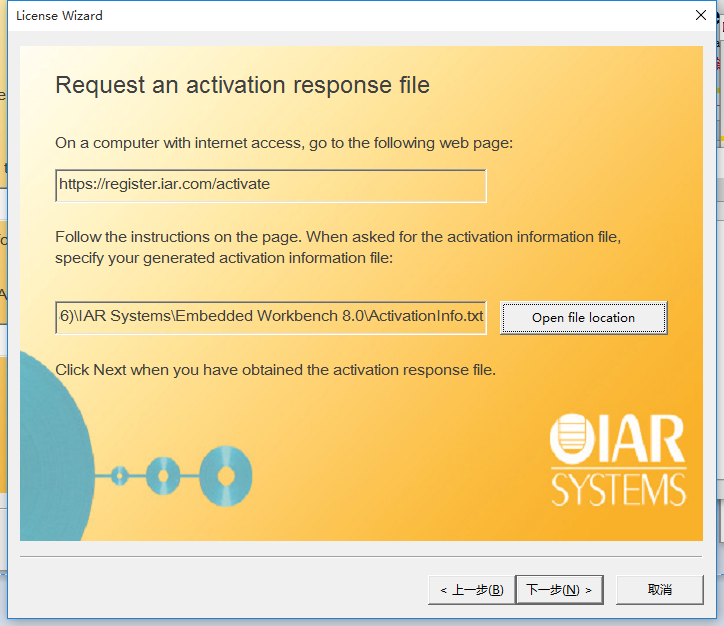 License Wizard
Request an activation response file
On a computer with internet access, go to the following web page:
https://register.iar.com/activate
Follow the instructions on the page. When asked for the activation information file,
specify your generated activation information file:
6)\IAR Systems\Embedded Workbench 8.0\ActivationInfo.txt
Open file location
Click Next when you have obtained the activation response file.
IAR
SYSTEMS
< 上一步(B)
下一步(N) >
取消